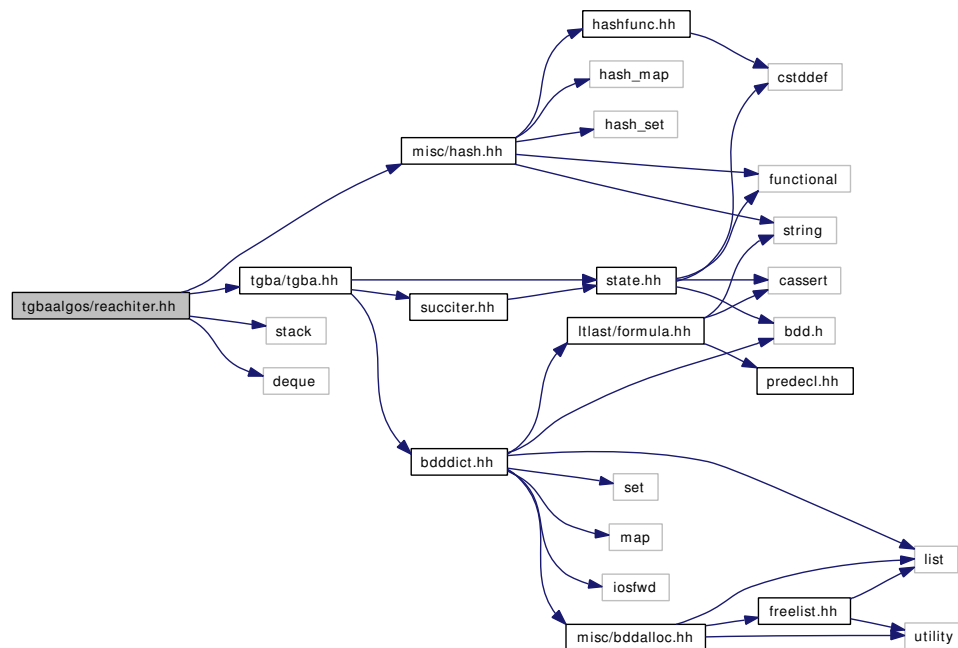 hashfunc.hh
hash_map
cstddef
hash_set
misc/hash.hh
functional
string
tgba/tgba.hh
state.hh
cassert
tgbaalgos/reachiter.hh
succiter.hh
stack
ltlast/formula.hh
bdd.h
deque
predecl.hh
bdddict.hh
set
map
list
iosfwd
freelist.hh
misc/bddalloc.hh
utility